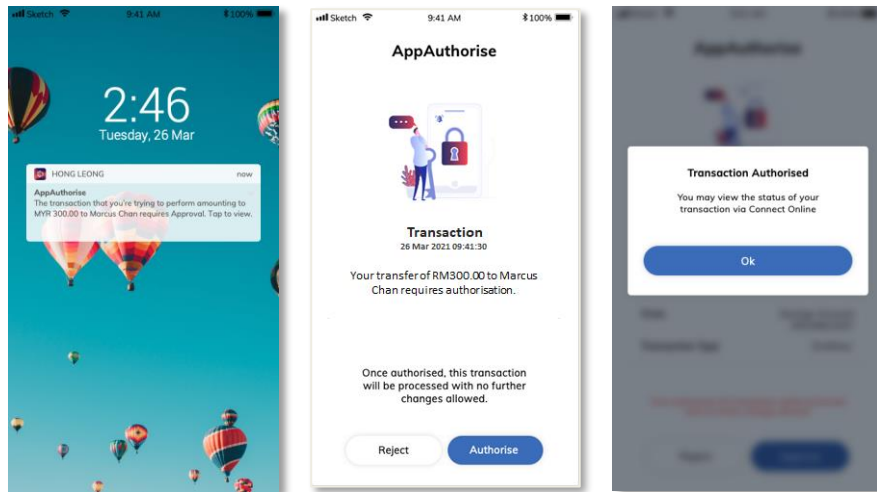 Sketch 9:41 AM 100%
2:46
Tuesday, 26 Mar
HONG LEONG now
AppAuthorise
The transaction that you're trying to perform amounting to
MYR 300.00 to Marcus Chan requires Approval. Tap to view.
Sketch 9:41 AM 100%
AppAuthorise
Transaction
26 Mar 2021 09:41:30
Your transfer of RM300.00 to Marcus
Chan requires authorisation.
Once authorised, this transaction
will be processed with no further
changes allowed.
Reject Authorise
AppAuthorise
Transaction Authorised
You may view the status of your
transaction via Connect Online
Ok
Transaction Type
Reject